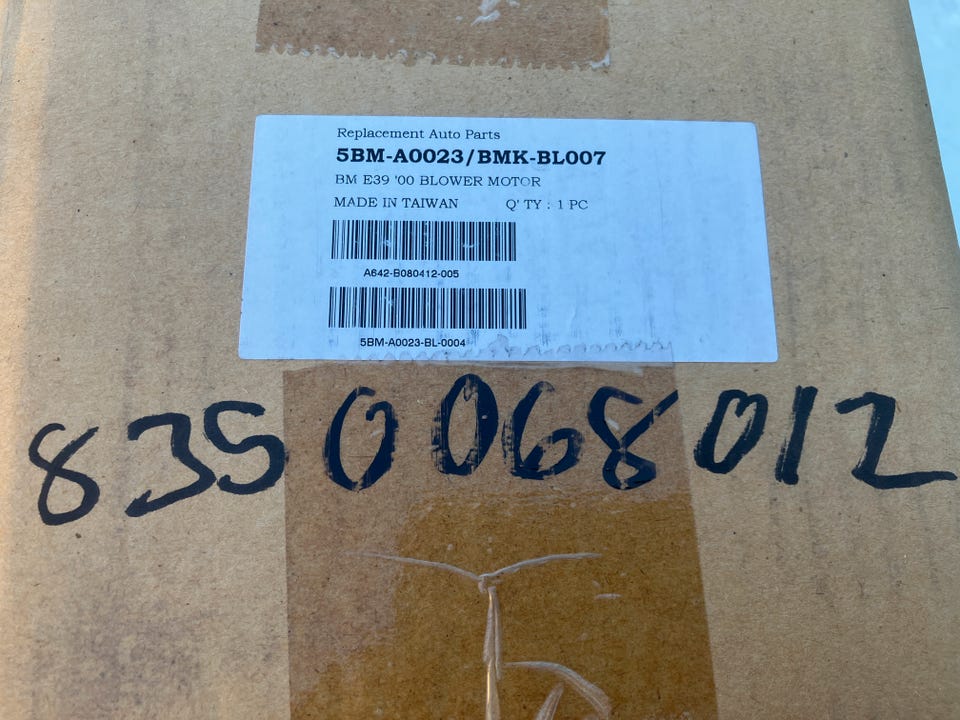 Replacement Auto Parts
5BM-A0023/BMK-BL007
BM E39 '00 BLOWER MOTOR
MADE IN TAIWAN Q' TY : 1 PC
A642-B080412-005
5BM-A0023-BL-0004
8350068012